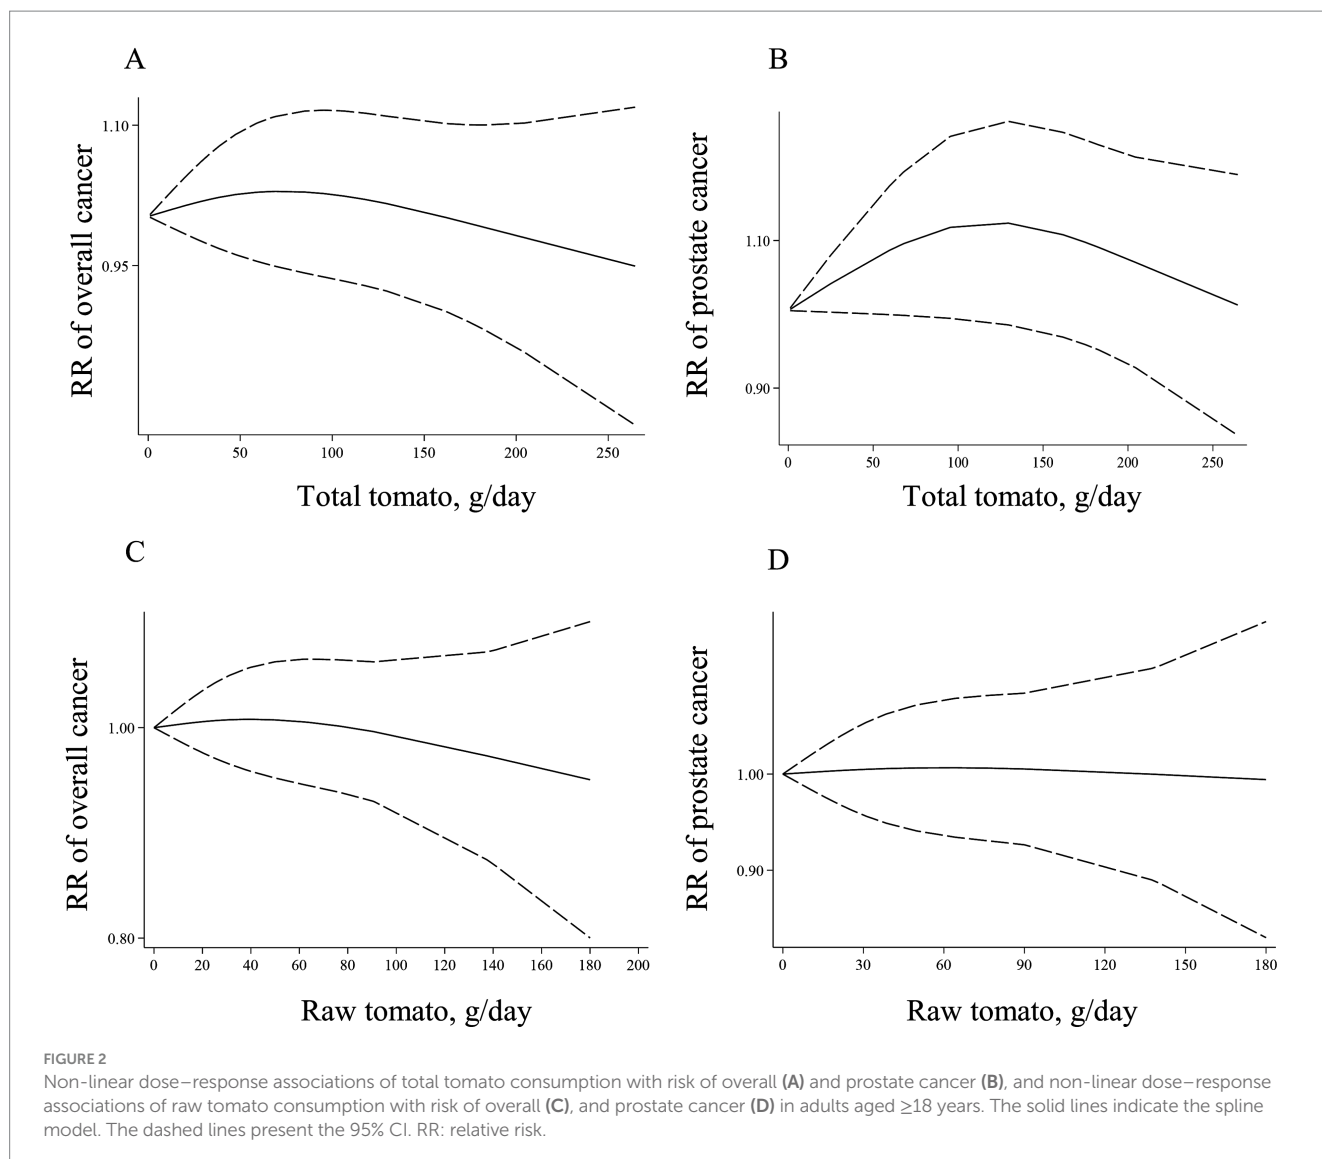 A
RR of overall cancer
1.10
0.95
0 50 100 150 200 250
Total tomato, g/day
B
RR of prostate cancer
1.10
0.90
0 50 100 150 200 250
Total tomato, g/day
C
RR of overall cancer
1.00
0.80
0 20 40 60 80 100 120 140 160 180 200
Raw tomato, g/day
D
RR of prostate cancer
1.00
0.90
0 30 60 90 120 150 180
Raw tomato, g/day
FIGURE 2
Non-linear dose–response associations of total tomato consumption with risk of overall (A) and prostate cancer (B), and non-linear dose–response
associations of raw tomato consumption with risk of overall (C), and prostate cancer (D) in adults aged ≥18 years. The solid lines indicate the spline
model. The dashed lines present the 95% CI. RR: relative risk.